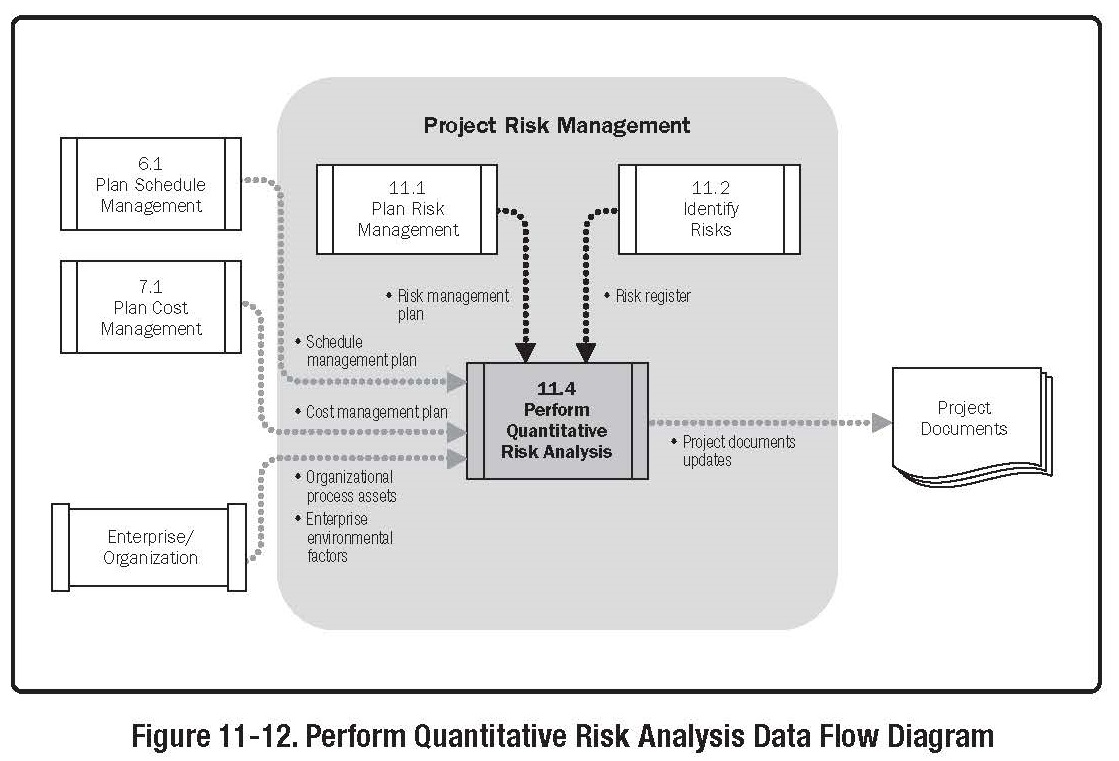 Project Risk Management
6.1
Plan Schedule
Management
11.1
Plan Risk
Management
11.2
Identify
Risks
7.1
Plan Cost
Management
• Risk management
plan
• Risk register
• Schedule
management plan
• Cost management plan
11.4
Perform
Quantitative
Risk Analysis
Project
Documents
• Project documents
updates
• Organizational
process assets
• Enterprise
environmental
factors
Enterprise/
Organization
Figure 11-12. Perform Quantitative Risk Analysis Data Flow Diagram